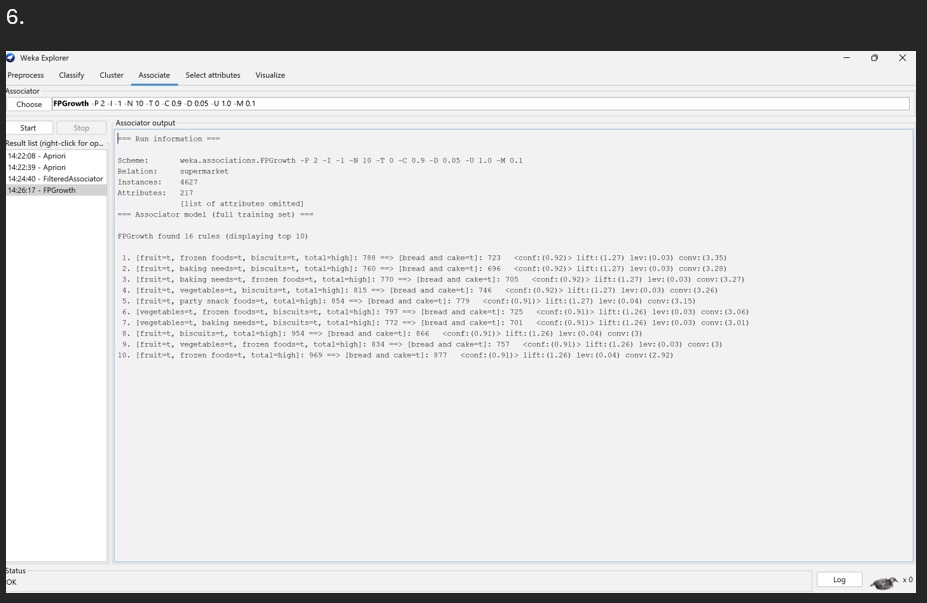 6.
Weka Explorer
Preprocess Classify Cluster Associate Select attributes Visualize
Associator
Choose FPGrowth -P 2 -I -1 -N 10 -T 0 -C 0.9 -D 0.05 -U 1.0 -M 0.1
Start Stop
Result list (right-click for op...
14:22:08 - Apriori
14:22:39 - Apriori
14:24:40 - FilteredAssociator
14:26:17 - FPGrowth
Associator output
=== Run information ===
Scheme: weka.associations.FPGrowth -P 2 -I -1 -N 10 -T 0 -C 0.9 -D 0.05 -U 1.0 -M 0.1
Relation: supermarket
Instances: 4627
Attributes: 217
[list of attributes omitted]
=== Associator model (full training set) ===
FPGrowth found 16 rules (displaying top 10)
1. [fruit=t, frozen foods=t, biscuits=t, total=high]: 788 ==> [bread and cake=t]: 723 <conf:(0.92)> lift:(1.27) lev:(0.03) conv:(3.35)
2. [fruit=t, baking needs=t, biscuits=t, total=high]: 760 ==> [bread and cake=t]: 696 <conf:(0.92)> lift:(1.27) lev:(0.03) conv:(3.28)
3. [fruit=t, baking needs=t, frozen foods=t, total=high]: 770 ==> [bread and cake=t]: 705 <conf:(0.92)> lift:(1.27) lev:(0.03) conv:(3.27)
4. [fruit=t, vegetables=t, biscuits=t, total=high]: 815 ==> [bread and cake=t]: 746 <conf:(0.92)> lift:(1.27) lev:(0.03) conv:(3.26)
5. [fruit=t, party snack foods=t, total=high]: 854 ==> [bread and cake=t]: 779 <conf:(0.91)> lift:(1.27) lev:(0.04) conv:(3.15)
6. [vegetables=t, frozen foods=t, biscuits=t, total=high]: 797 ==> [bread and cake=t]: 725 <conf:(0.91)> lift:(1.26) lev:(0.03) conv:(3.06)
7. [vegetables=t, baking needs=t, biscuits=t, total=high]: 772 ==> [bread and cake=t]: 701 <conf:(0.91)> lift:(1.26) lev:(0.03) conv:(3.01)
8. [fruit=t, biscuits=t, total=high]: 954 ==> [bread and cake=t]: 866 <conf:(0.91)> lift:(1.26) lev:(0.04) conv:(3)
9. [fruit=t, vegetables=t, frozen foods=t, total=high]: 834 ==> [bread and cake=t]: 757 <conf:(0.91)> lift:(1.26) lev:(0.03) conv:(3)
10. [fruit=t, frozen foods=t, total=high]: 969 ==> [bread and cake=t]: 877 <conf:(0.91)> lift:(1.26) lev:(0.04) conv:(2.92)
Status
OK
Log
x 0